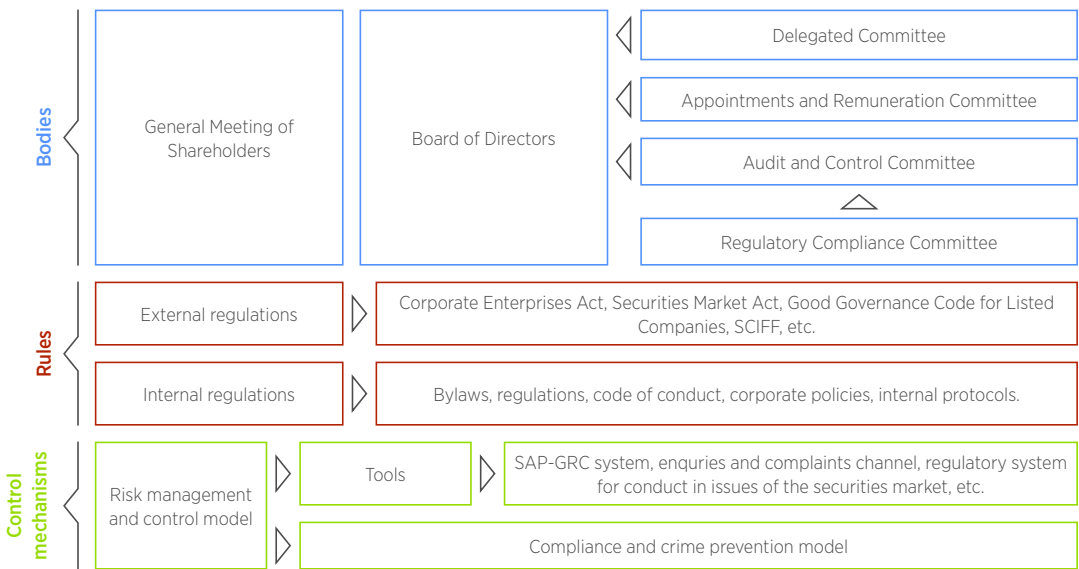 Bodies
General Meeting of
Shareholders
Board of Directors
Delegated Committee
Appointments and Remuneration Committee
Audit and Control Committee
Regulatory Compliance Committee
Rules
External regulations
Corporate Enterprises Act, Securities Market Act, Good Governance Code for Listed
Companies, SCIFF, etc.
Internal regulations
Bylaws, regulations, code of conduct, corporate policies, internal protocols.
Control
mechanisms
Risk management
and control model
Tools
SAP-GRC system, enquries and complaints channel, regulatory system
for conduct in issues of the securities market, etc.
Compliance and crime prevention model